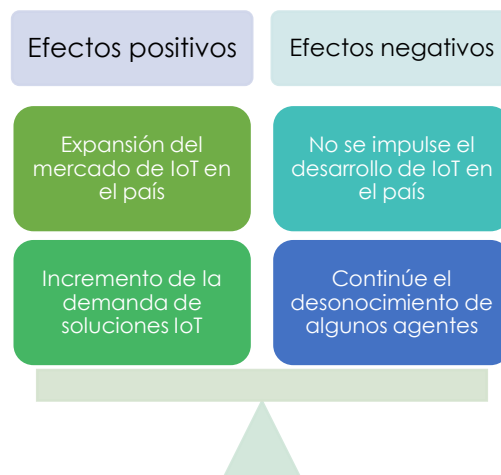 Efectos positivos
Efectos negativos
Expansión del
mercado de IoT en
el país
No se impulse el
desarrollo de IoT en
el país
Incremento de la
demanda de
soluciones IoT
Continúe el
desonocimiento de
algunos agentes